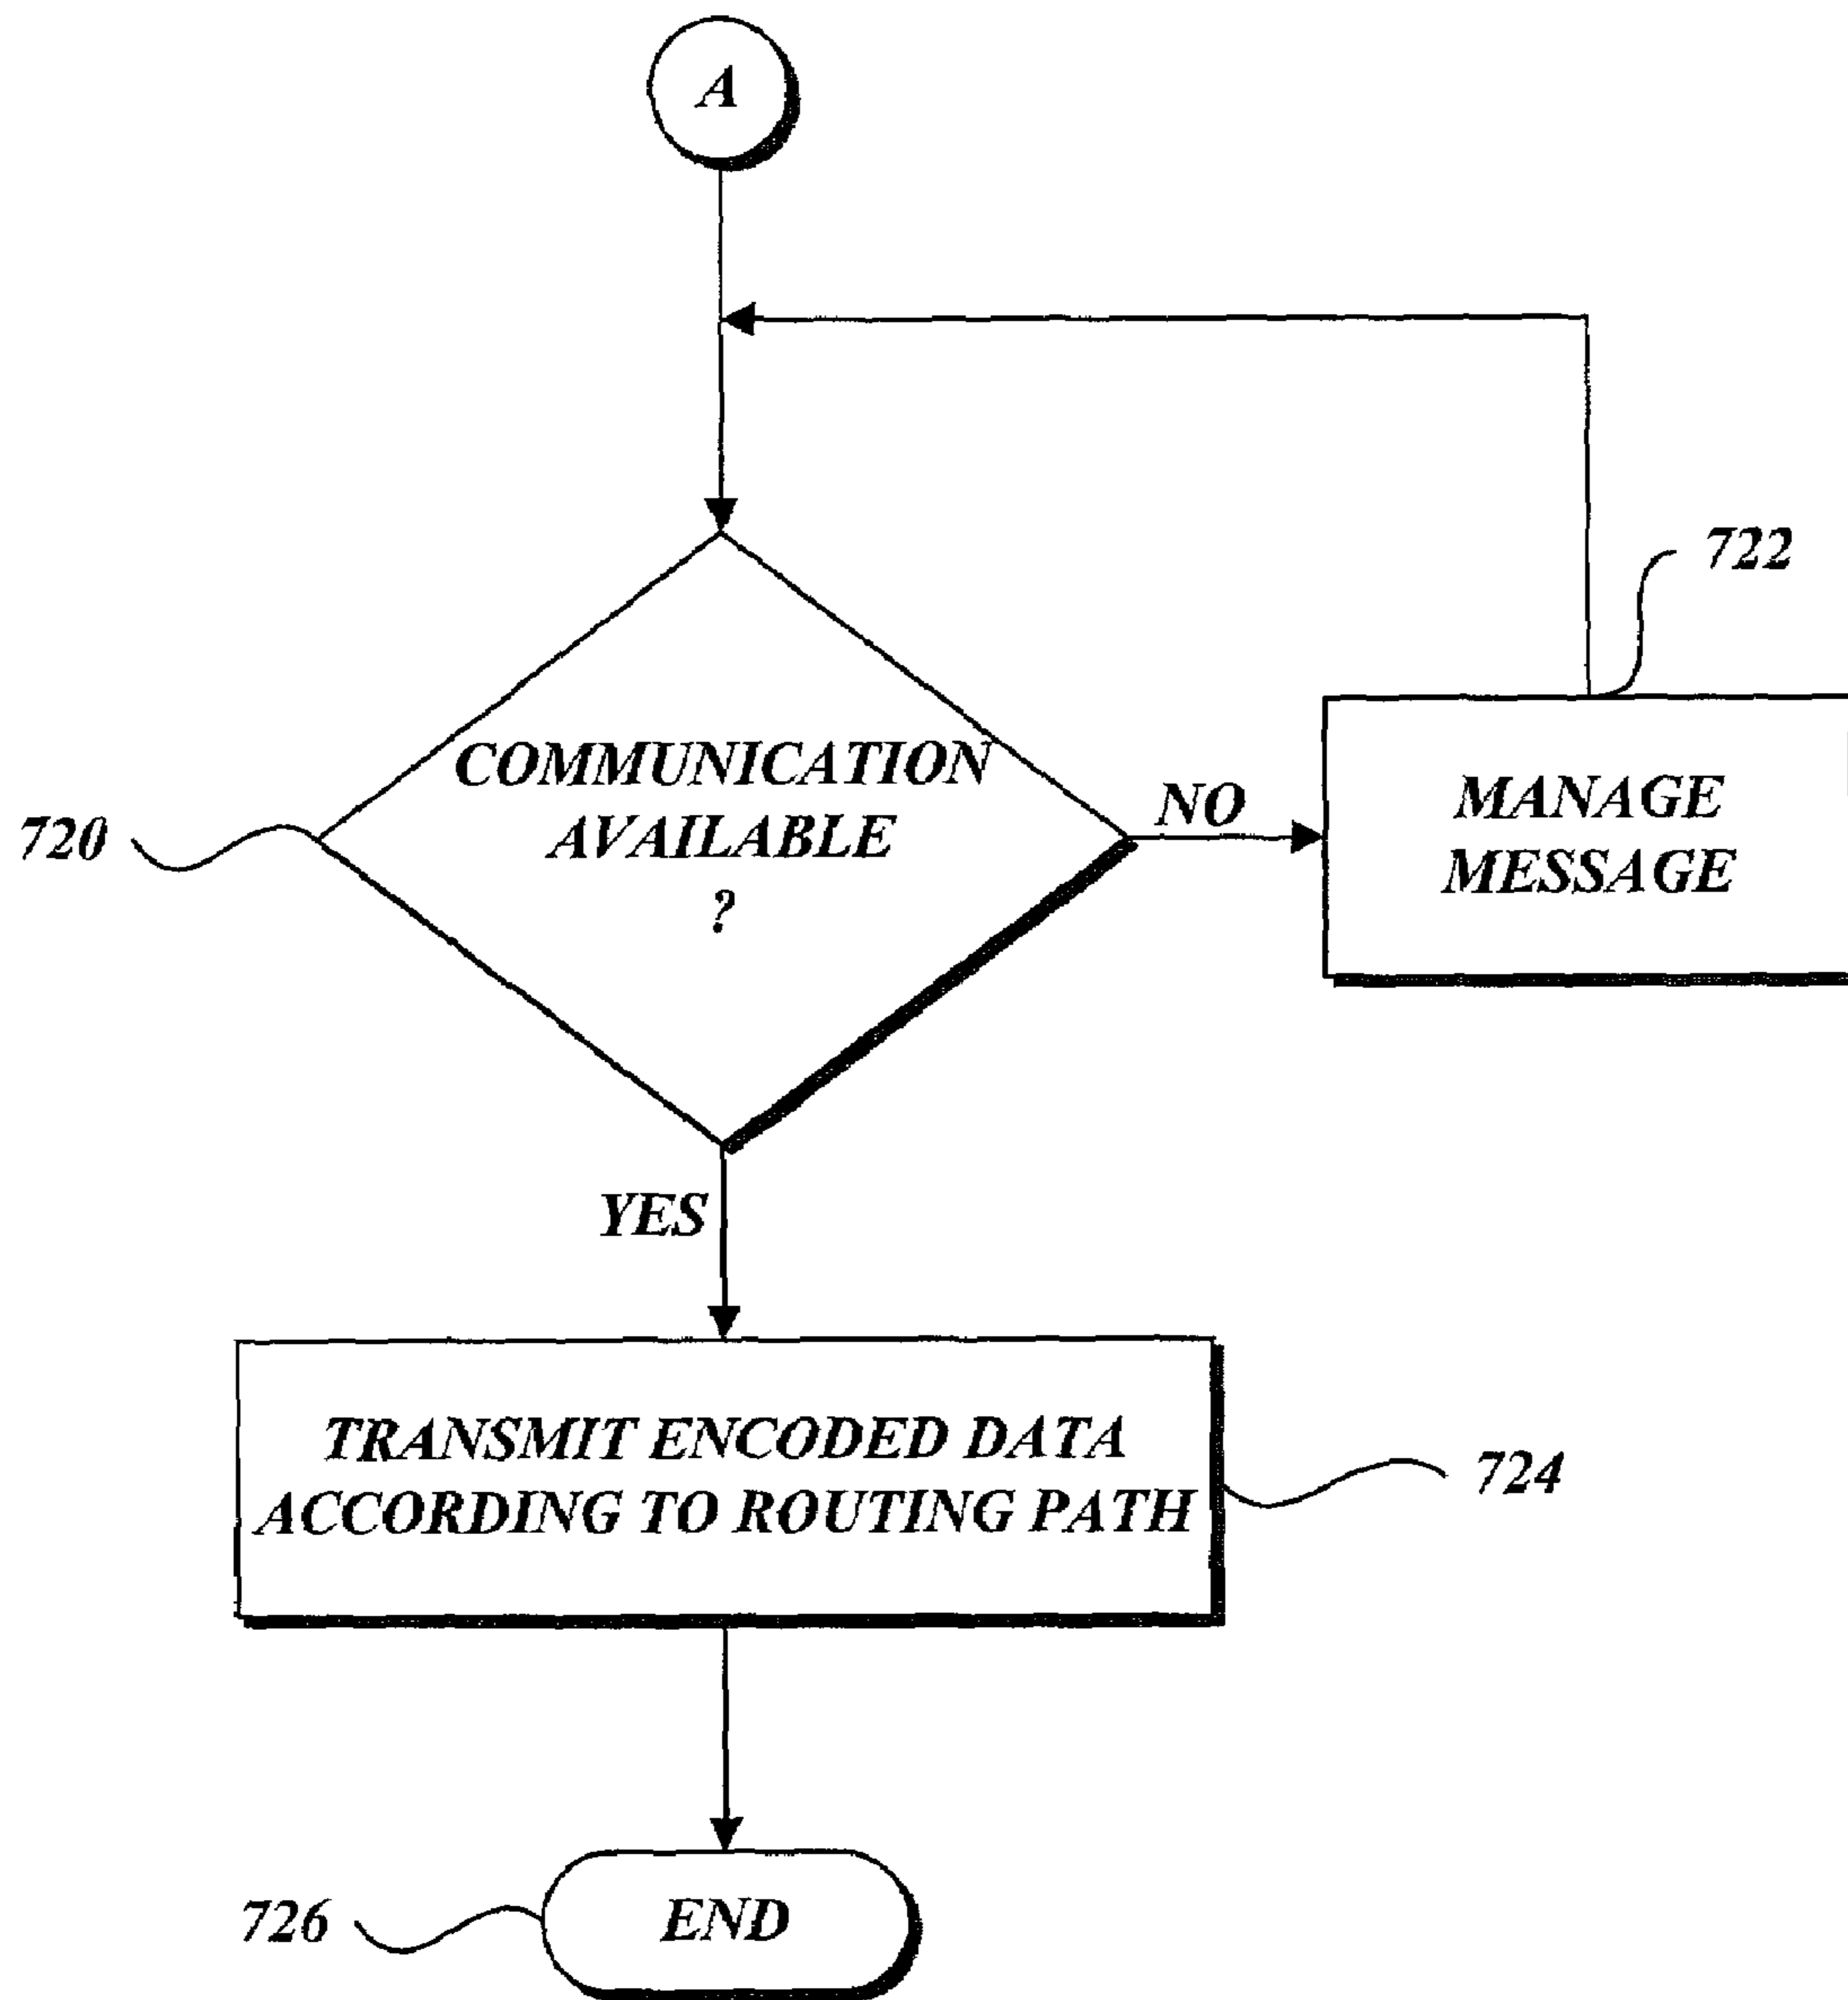 A
722
COMMUNICATION
AVAILABLE
?
NO
MANAGE
MESSAGE
720
YES
TRANSMIT ENCODED DATA
ACCORDING TO ROUTING PATH
724
726
END